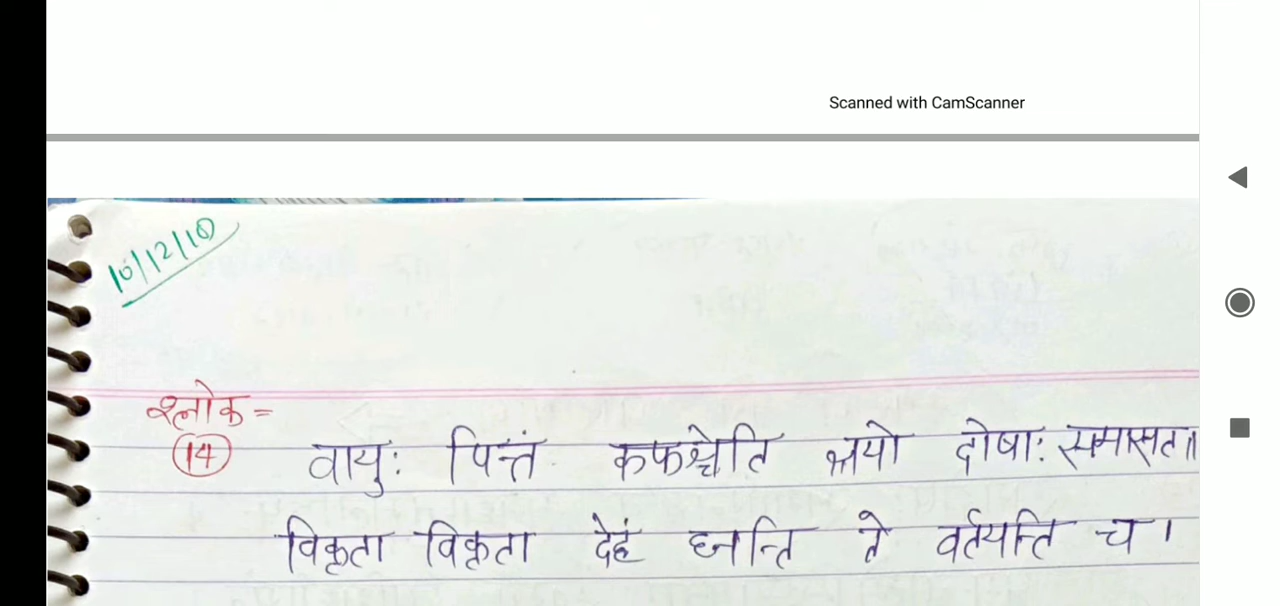 Scanned with CamScanner
10/12/18
श्लोक =
14
वायुः पित्तं कफश्चेति त्रयो दोषाः समासत॥
विकृता विकृता देहं घ्नन्ति ते वर्तयन्ति च।